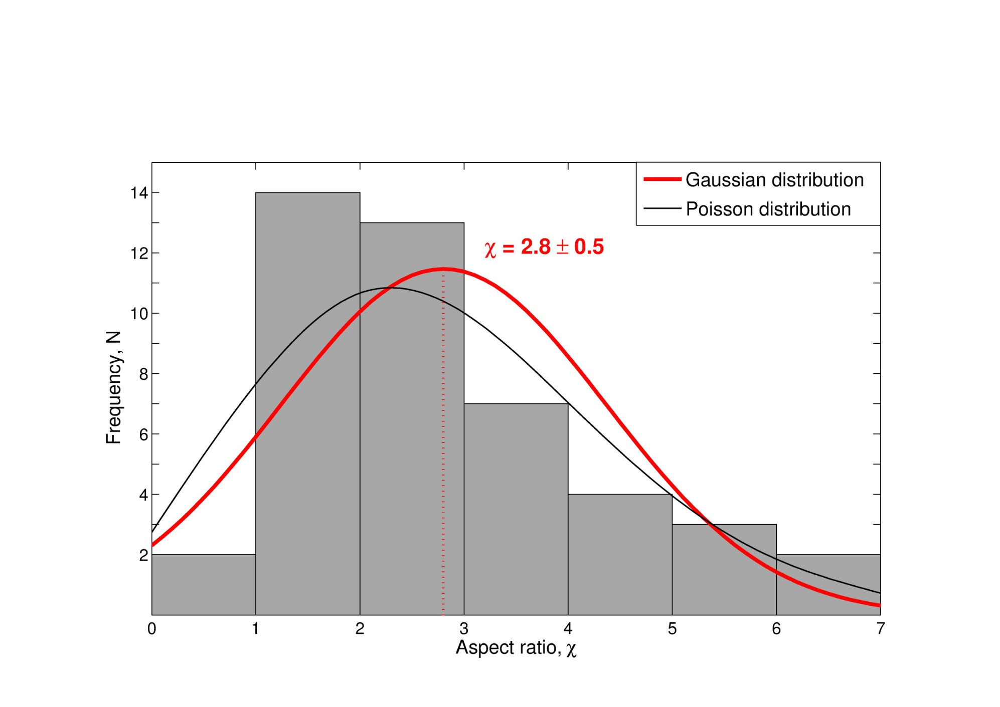 Gaussian distribution
Poisson distribution
χ = 2.8 ± 0.5
14
12
10
8
6
4
2
Frequency, N
0 1 2 3 4 5 6 7
Aspect ratio, χ